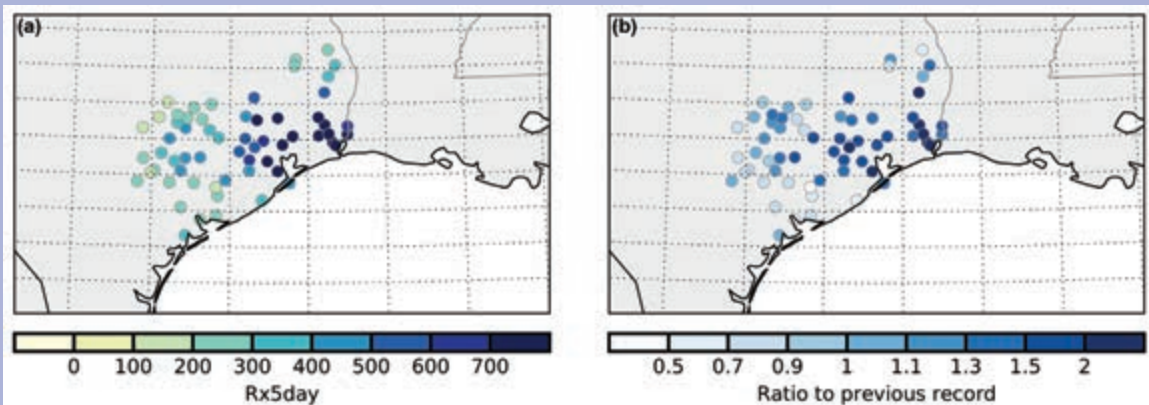 (a)
(b)
0 100 200 300 400 500 600 700
Rx5day
0.5 0.7 0.9 1 1.1 1.3 1.5 2
Ratio to previous record